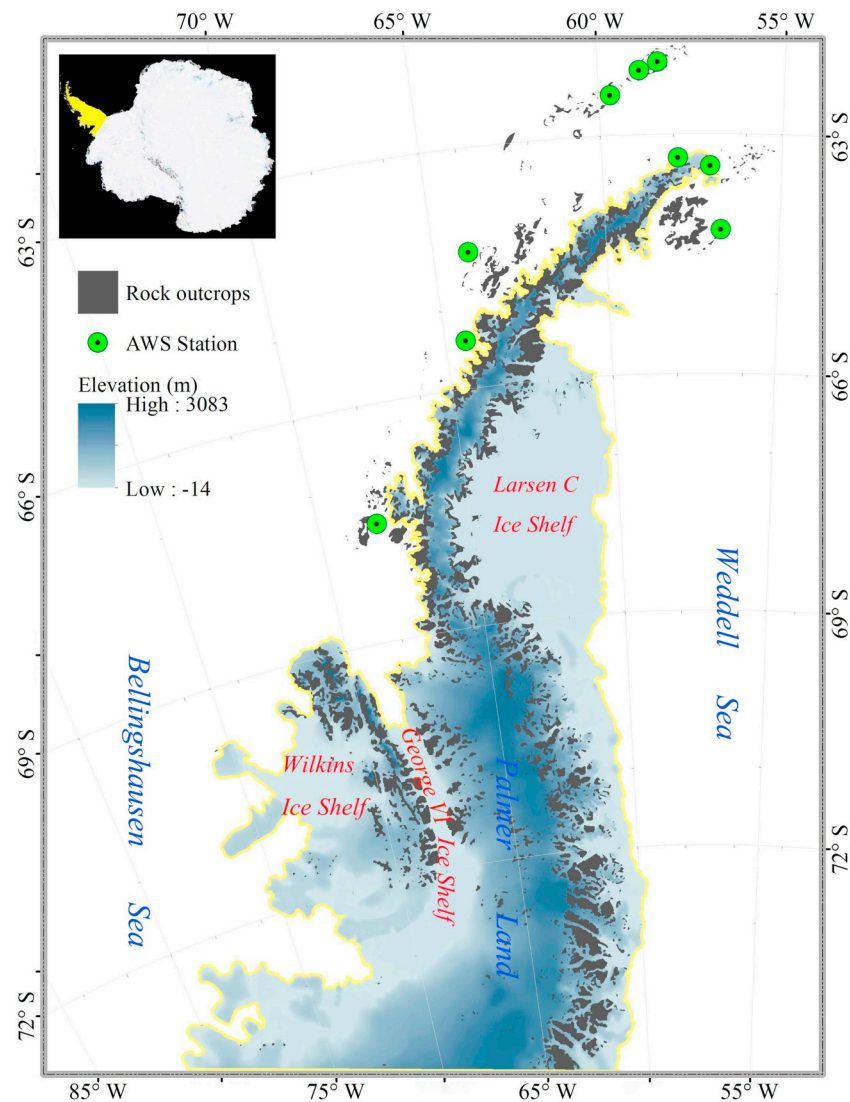 70° W
65° W
60° W
55° W
63° S
66° S
69° S
72° S
63° S
66° S
69° S
72° S
Rock outcrops
AWS Station
Elevation (m)
High : 3083
Low : -14
Larsen C
Ice Shelf
Weddell Sea
Bellingshausen Sea
Wilkins
Ice Shelf
George VI Ice Shelf
Palmer Land
85° W
75° W
65° W
55° W